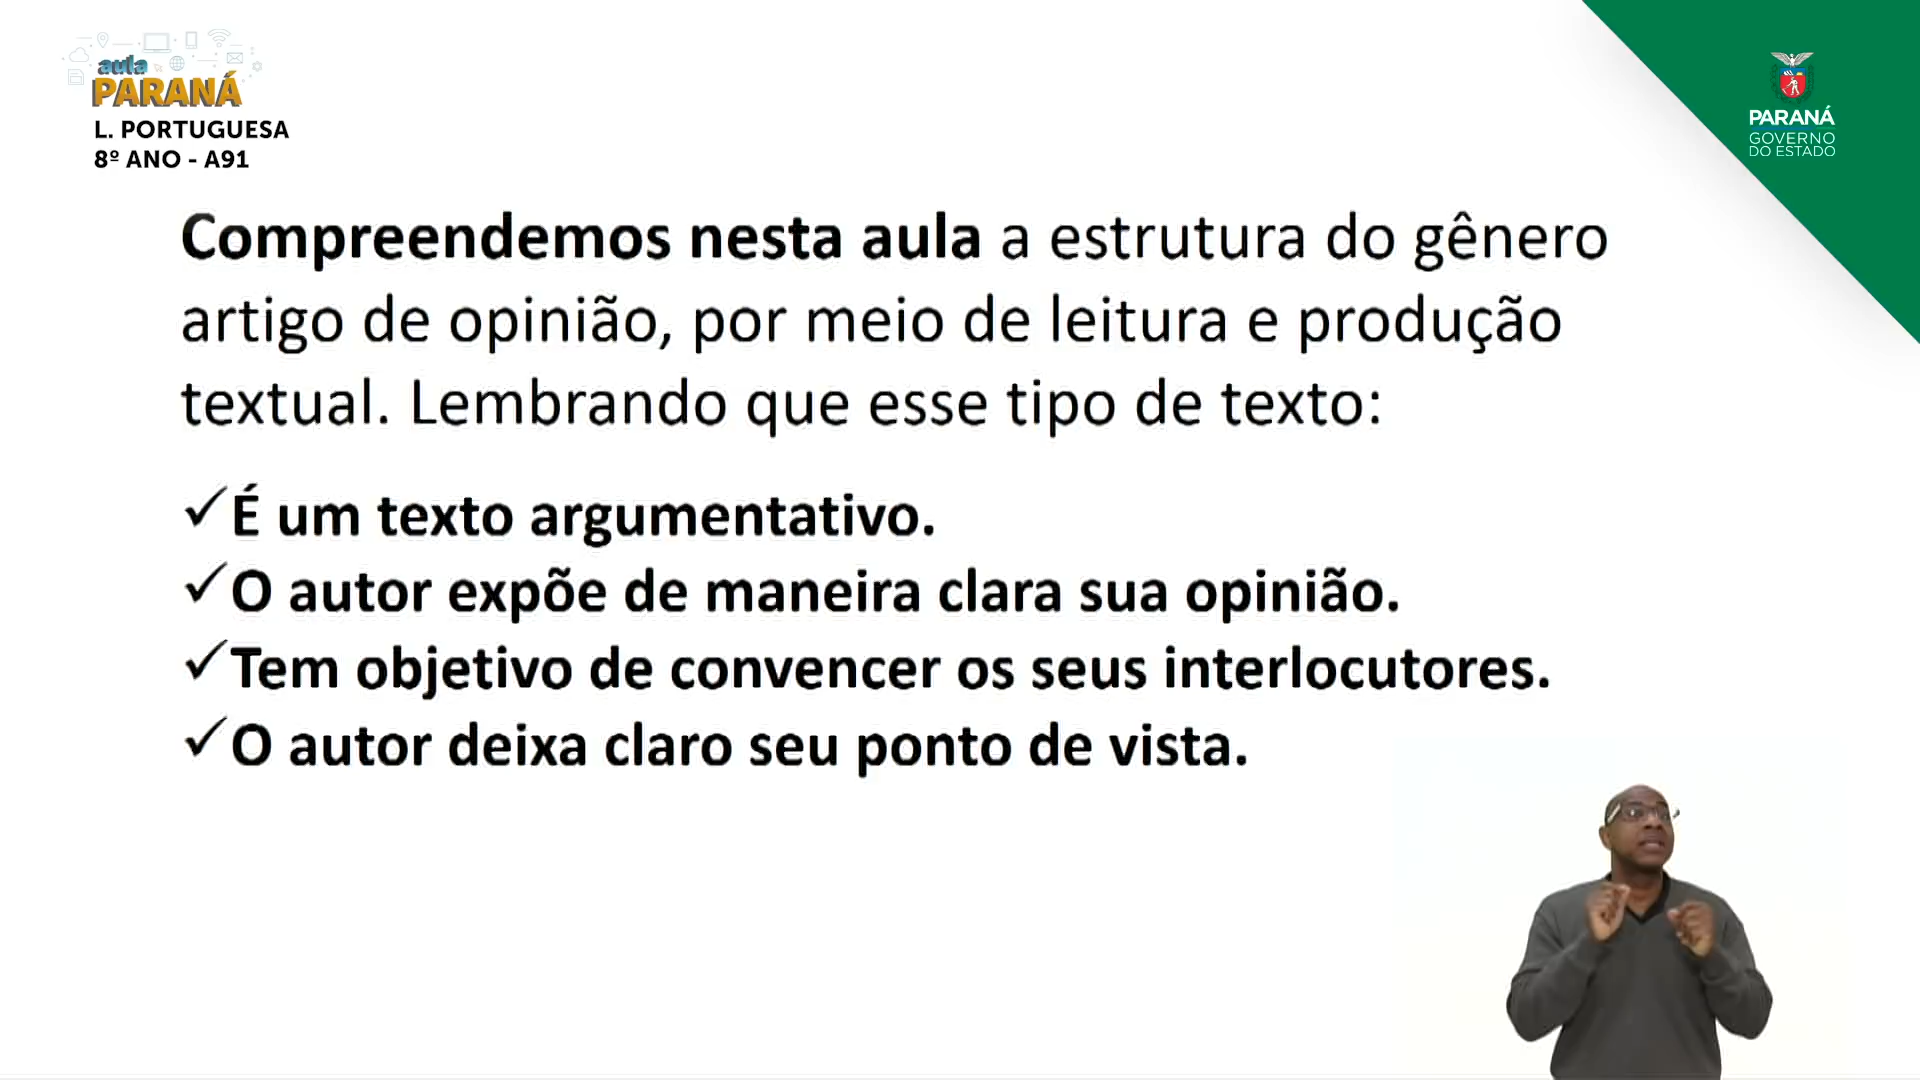 aula
PARANÁ
L. PORTUGUESA
8º ANO - A91
PARANÁ
GOVERNO
DO ESTADO
Compreendemos nesta aula a estrutura do gênero
artigo de opinião, por meio de leitura e produção
textual. Lembrando que esse tipo de texto:
✓É um texto argumentativo.
✓O autor expõe de maneira clara sua opinião.
✓Tem objetivo de convencer os seus interlocutores.
✓O autor deixa claro seu ponto de vista.